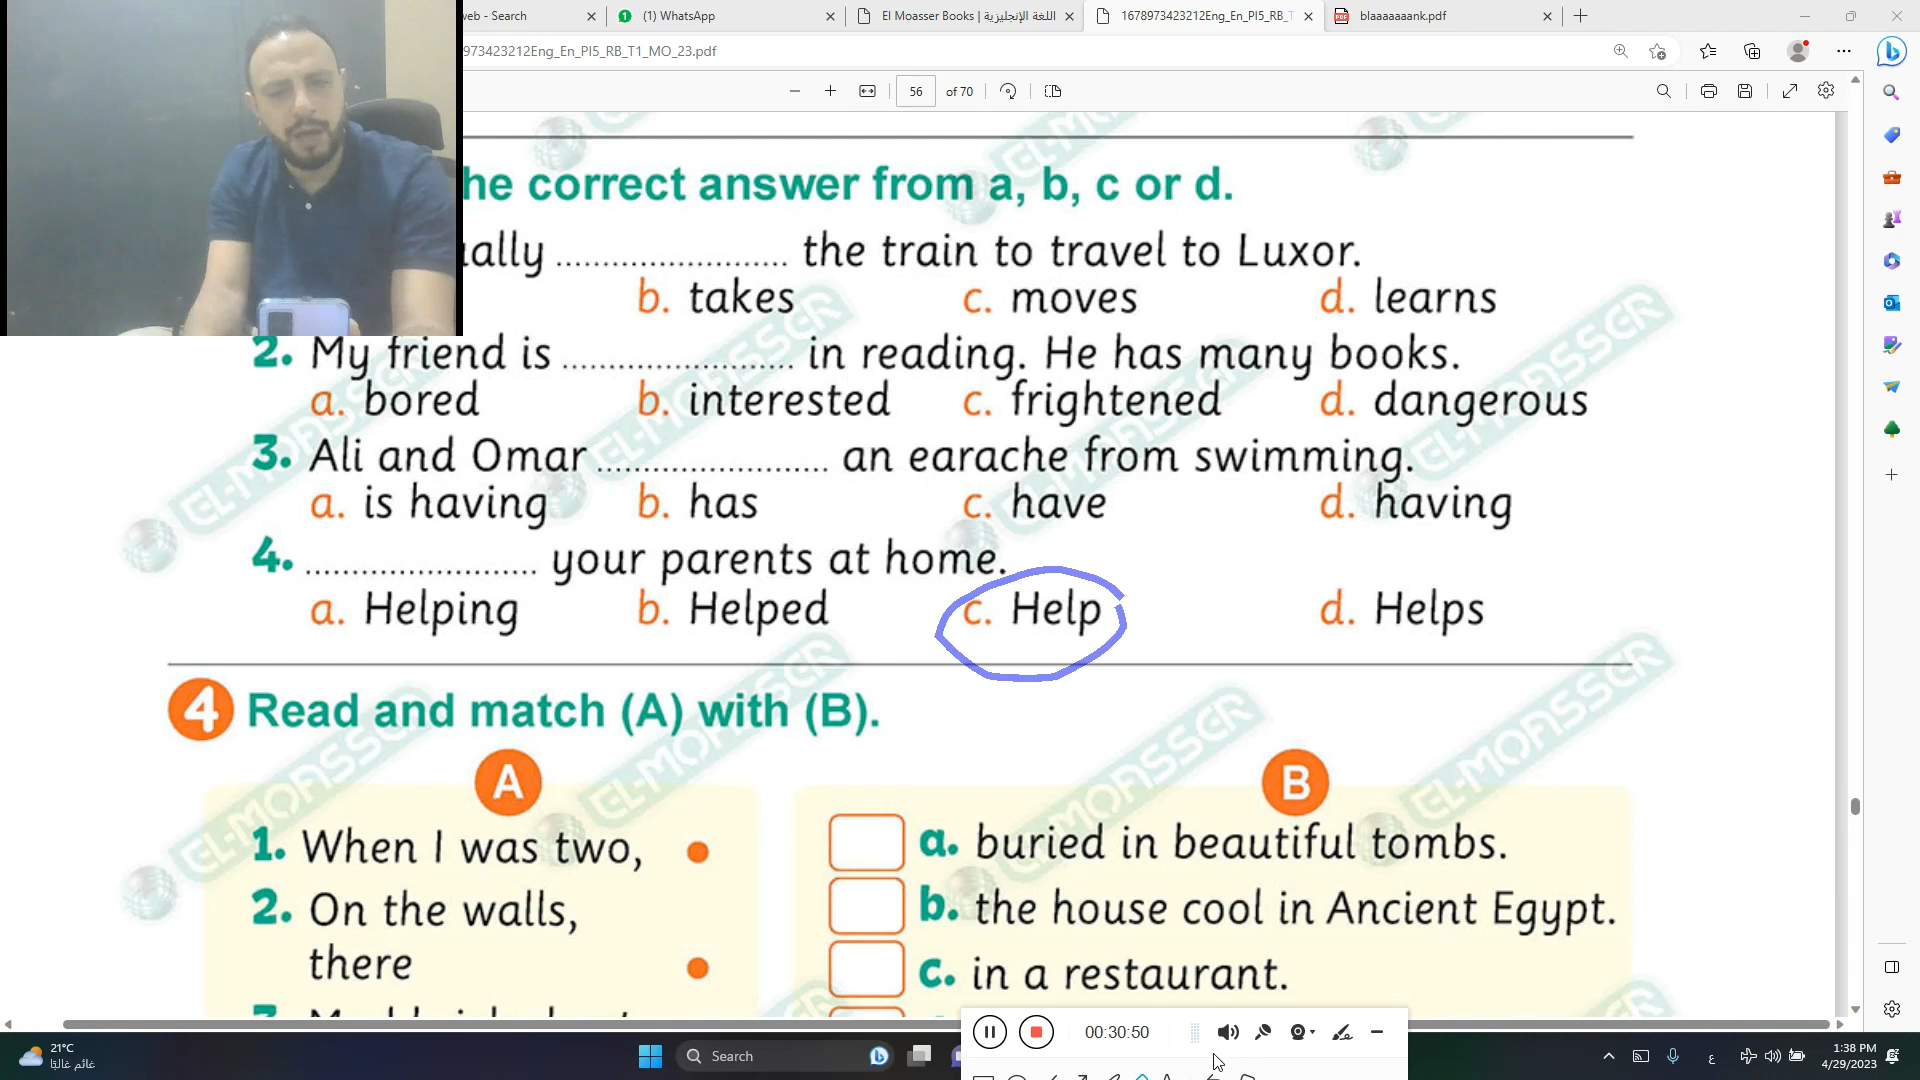 web - Search
(1) WhatsApp
El Moasser Books | اللغة الإنجليزية
1678973423212Eng_En_PI5_RB_T
blaaaaaaank.pdf
973423212Eng_En_PI5_RB_T1_MO_23.pdf
56 of 70
he correct answer from a, b, c or d.
ually ........................ the train to travel to Luxor.
b. takes c. moves d. learns
2. My friend is ........................ in reading. He has many books.
a. bored b. interested c. frightened d. dangerous
3. Ali and Omar ........................ an earache from swimming.
a. is having b. has c. have d. having
4. ........................ your parents at home.
a. Helping b. Helped c. Help d. Helps
4 Read and match (A) with (B).
A
B
1. When I was two,
2. On the walls,
there
a. buried in beautiful tombs.
b. the house cool in Ancient Egypt.
c. in a restaurant.
EL-MOASSER
00:30:50
21°C
غائم غالبًا
Search
ع
1:38 PM
4/29/2023